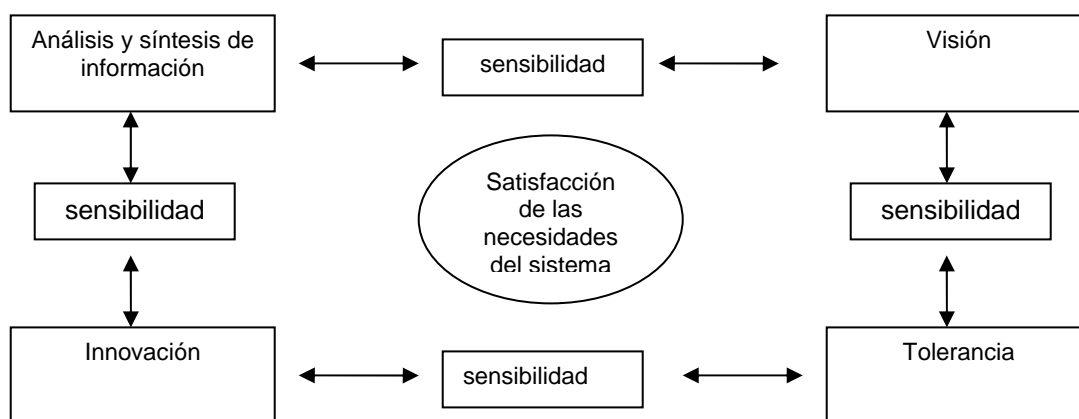 Análisis y síntesis de
información
sensibilidad
Visión
Satisfacción
de las
necesidades
del sistema
sensibilidad
sensibilidad
Innovación
sensibilidad
Tolerancia